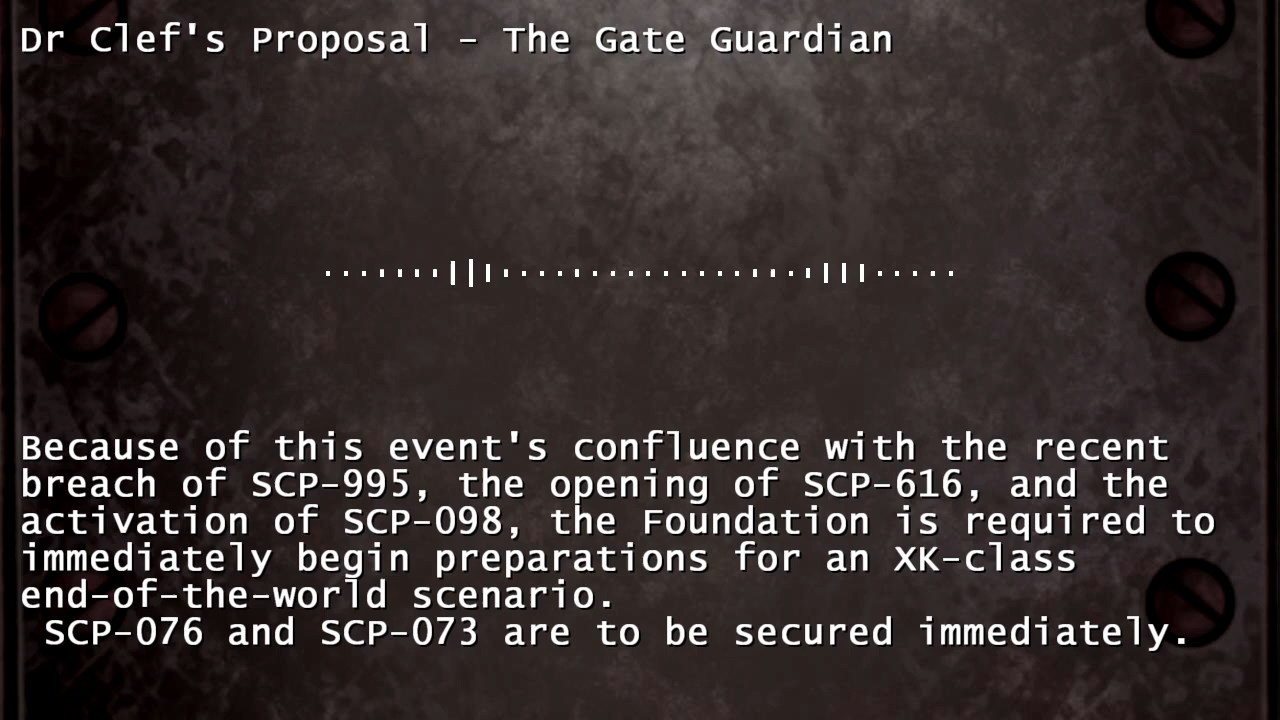 Dr Clef's Proposal - The Gate Guardian
Because of this event's confluence with the recent
breach of SCP-995, the opening of SCP-616, and the
activation of SCP-098, the Foundation is required to
immediately begin preparations for an XK-class
end-of-the-world scenario.
SCP-076 and SCP-073 are to be secured immediately.